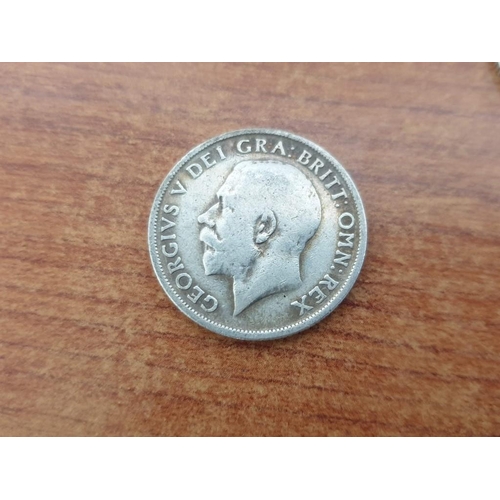 GEORGIVS V DEI GRA: BRITT: OMN: REX